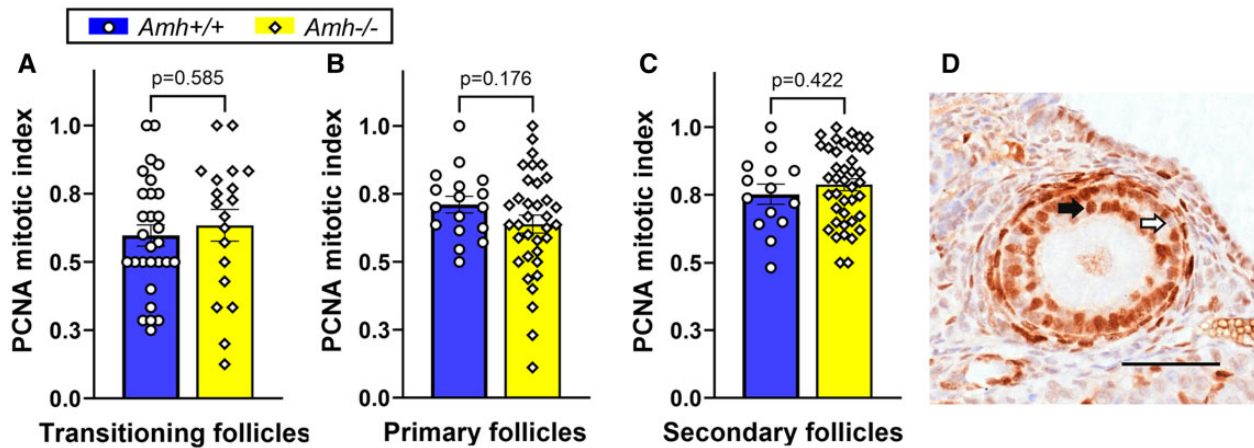 Amh+/+ Amh-/-
A B C D
p=0.585 p=0.176 p=0.422
PCNA mitotic index
1.0
0.8
0.5
0.3
0.0
Transitioning follicles
PCNA mitotic index
1.0
0.8
0.5
0.3
0.0
Primary follicles
PCNA mitotic index
1.0
0.8
0.5
0.3
0.0
Secondary follicles